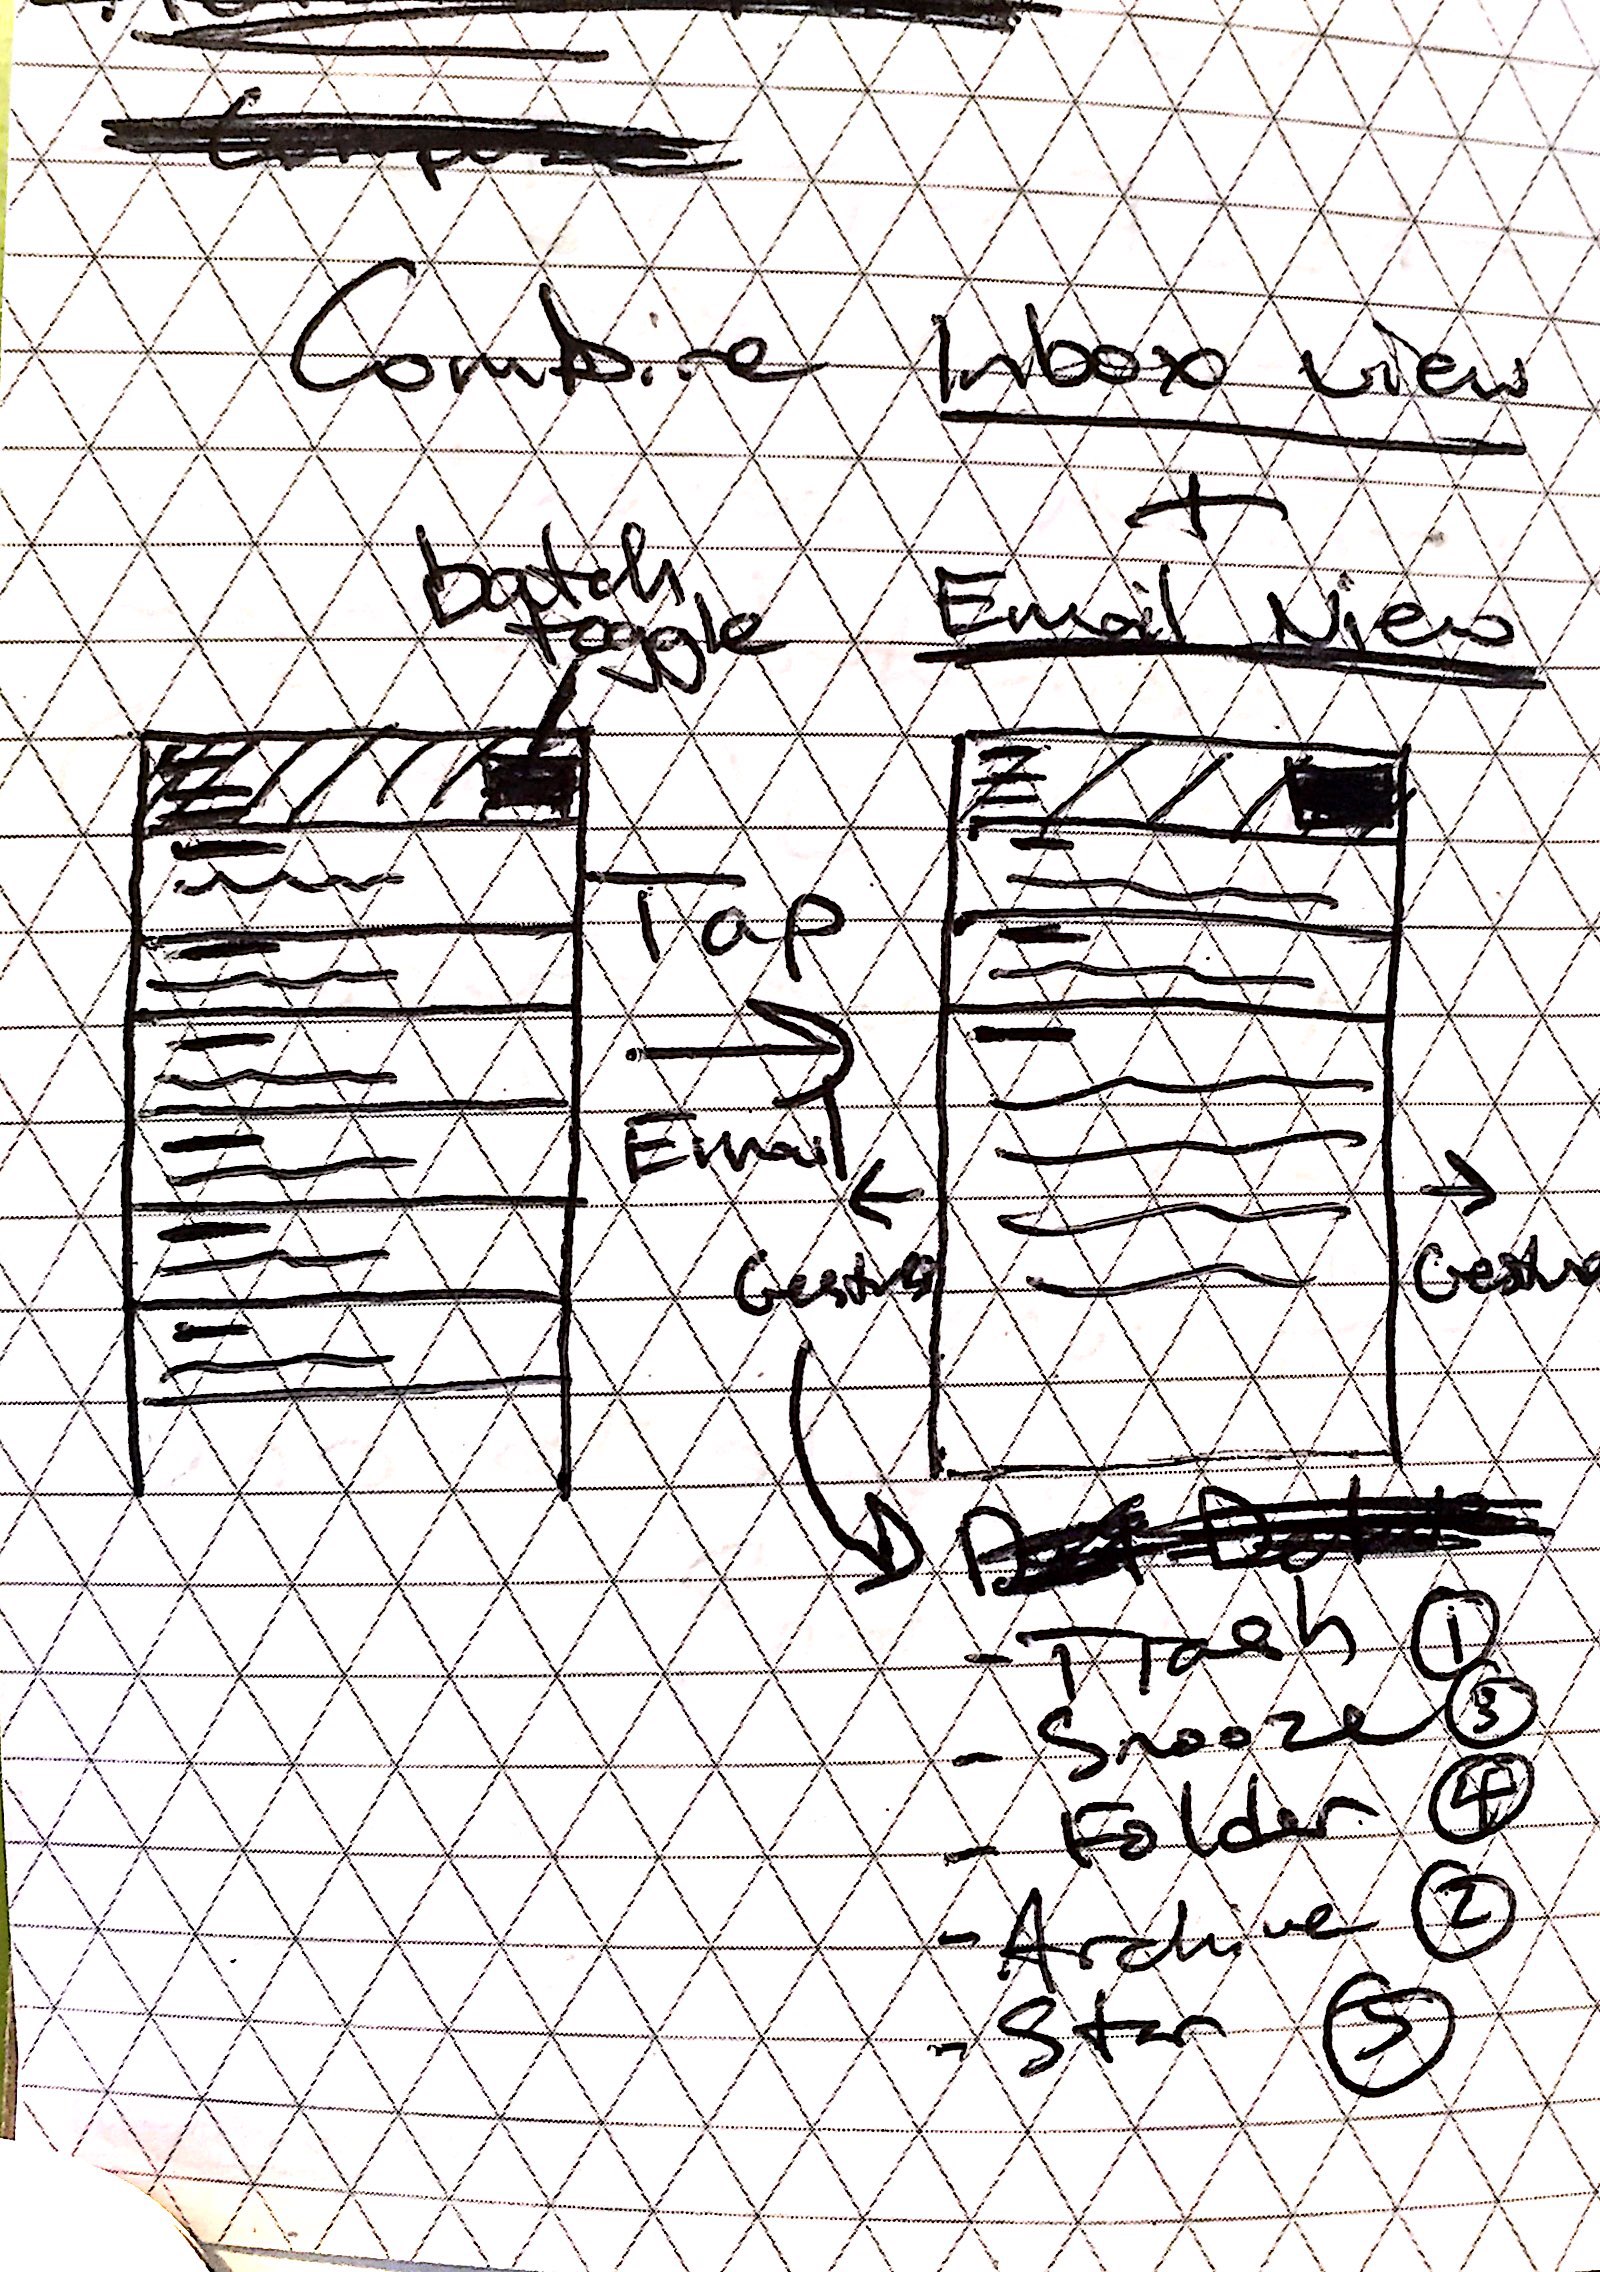 Combine Inbox view
+
Email View
batch
toggle
Tap
→
Email
←
→
Gesture
- Trash ①
- Snooze ③
- Folder ④
- Archive ②
- Star ⑤